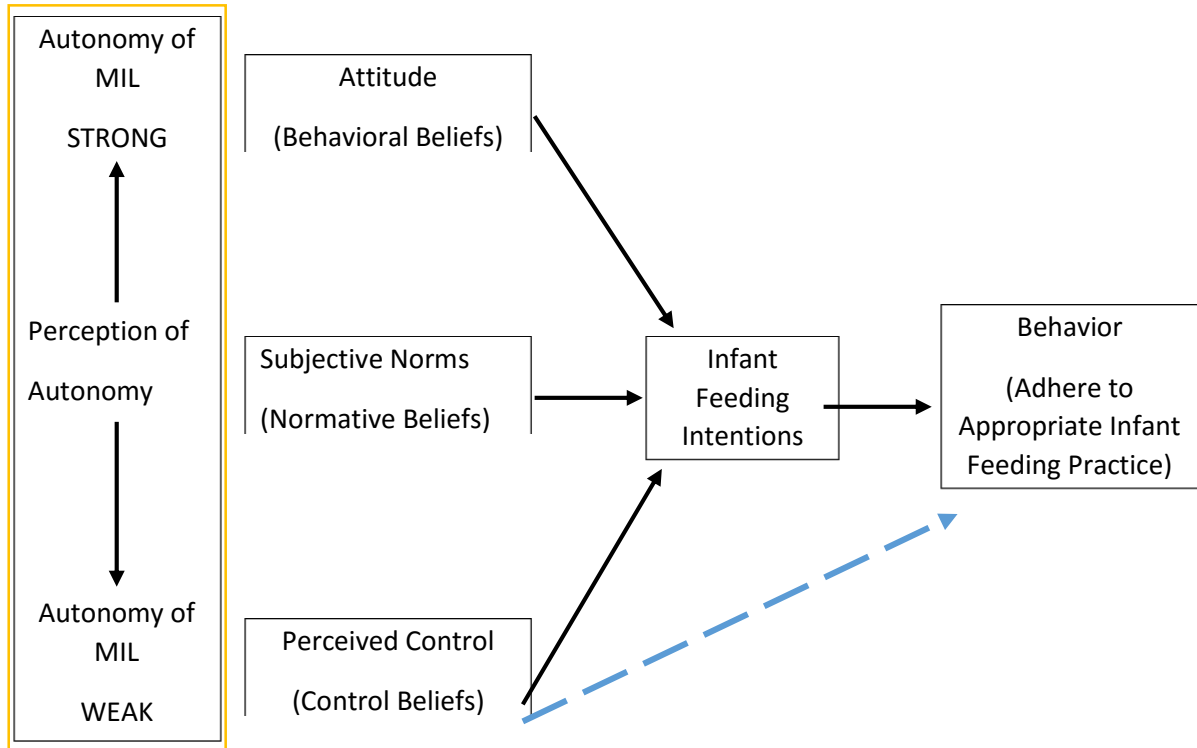 Autonomy of
MIL
STRONG
Perception of
Autonomy
Autonomy of
MIL
WEAK
Attitude
(Behavioral Beliefs)
Subjective Norms
(Normative Beliefs)
Perceived Control
(Control Beliefs)
Infant
Feeding
Intentions
Behavior
(Adhere to
Appropriate Infant
Feeding Practice)